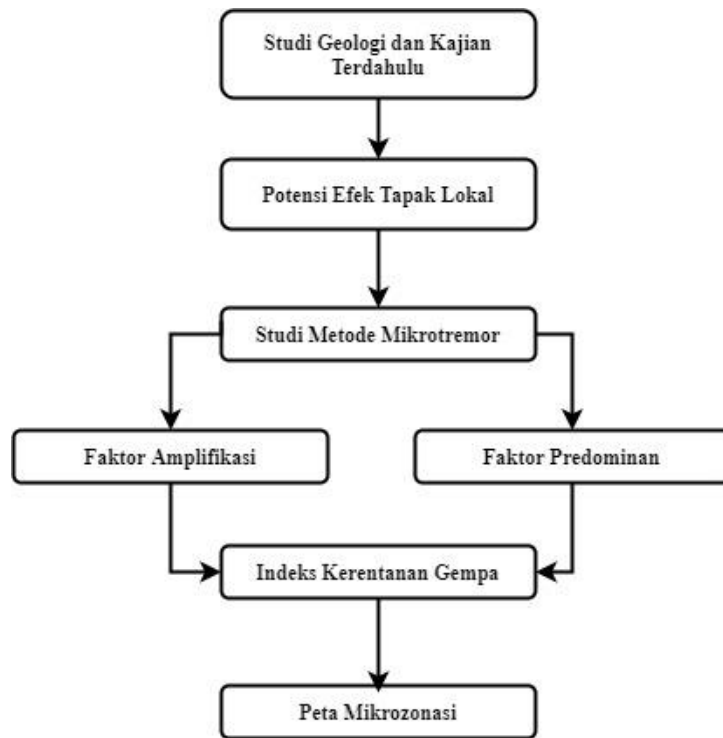 Studi Geologi dan Kajian
Terdahulu
Potensi Efek Tapak Lokal
Studi Metode Mikrotremor
Faktor Amplifikasi
Faktor Predominan
Indeks Kerentanan Gempa
Peta Mikrozonasi